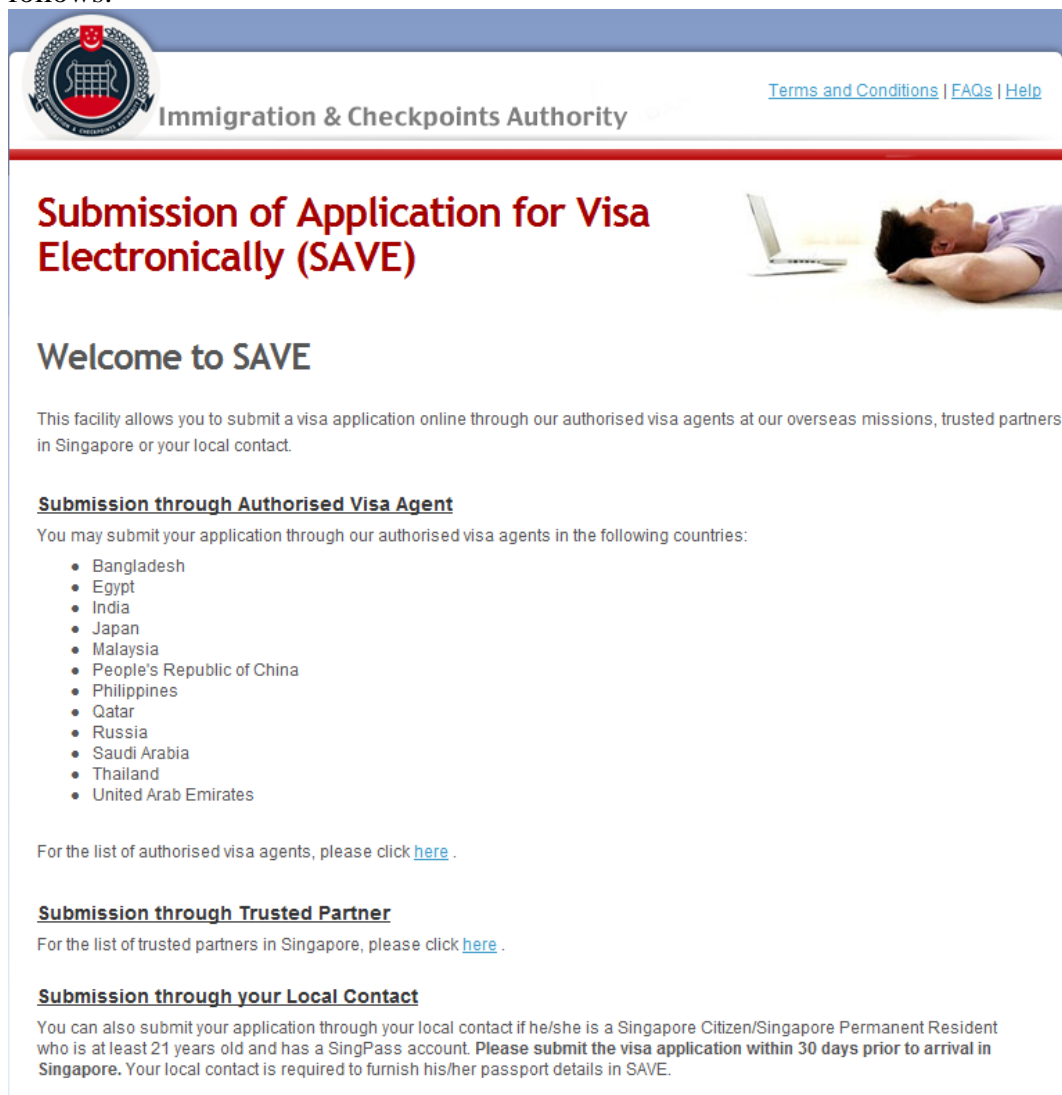 follows.
Terms and Conditions | FAQs | Help
Immigration & Checkpoints Authority
Submission of Application for Visa
Electronically (SAVE)
Welcome to SAVE
This facility allows you to submit a visa application online through our authorised visa agents at our overseas missions, trusted partners
in Singapore or your local contact.
Submission through Authorised Visa Agent
You may submit your application through our authorised visa agents in the following countries:
● Bangladesh
● Egypt
● India
● Japan
● Malaysia
● People's Republic of China
● Philippines
● Qatar
● Russia
● Saudi Arabia
● Thailand
● United Arab Emirates
For the list of authorised visa agents, please click here .
Submission through Trusted Partner
For the list of trusted partners in Singapore, please click here .
Submission through your Local Contact
You can also submit your application through your local contact if he/she is a Singapore Citizen/Singapore Permanent Resident
who is at least 21 years old and has a SingPass account. Please submit the visa application within 30 days prior to arrival in
Singapore. Your local contact is required to furnish his/her passport details in SAVE.